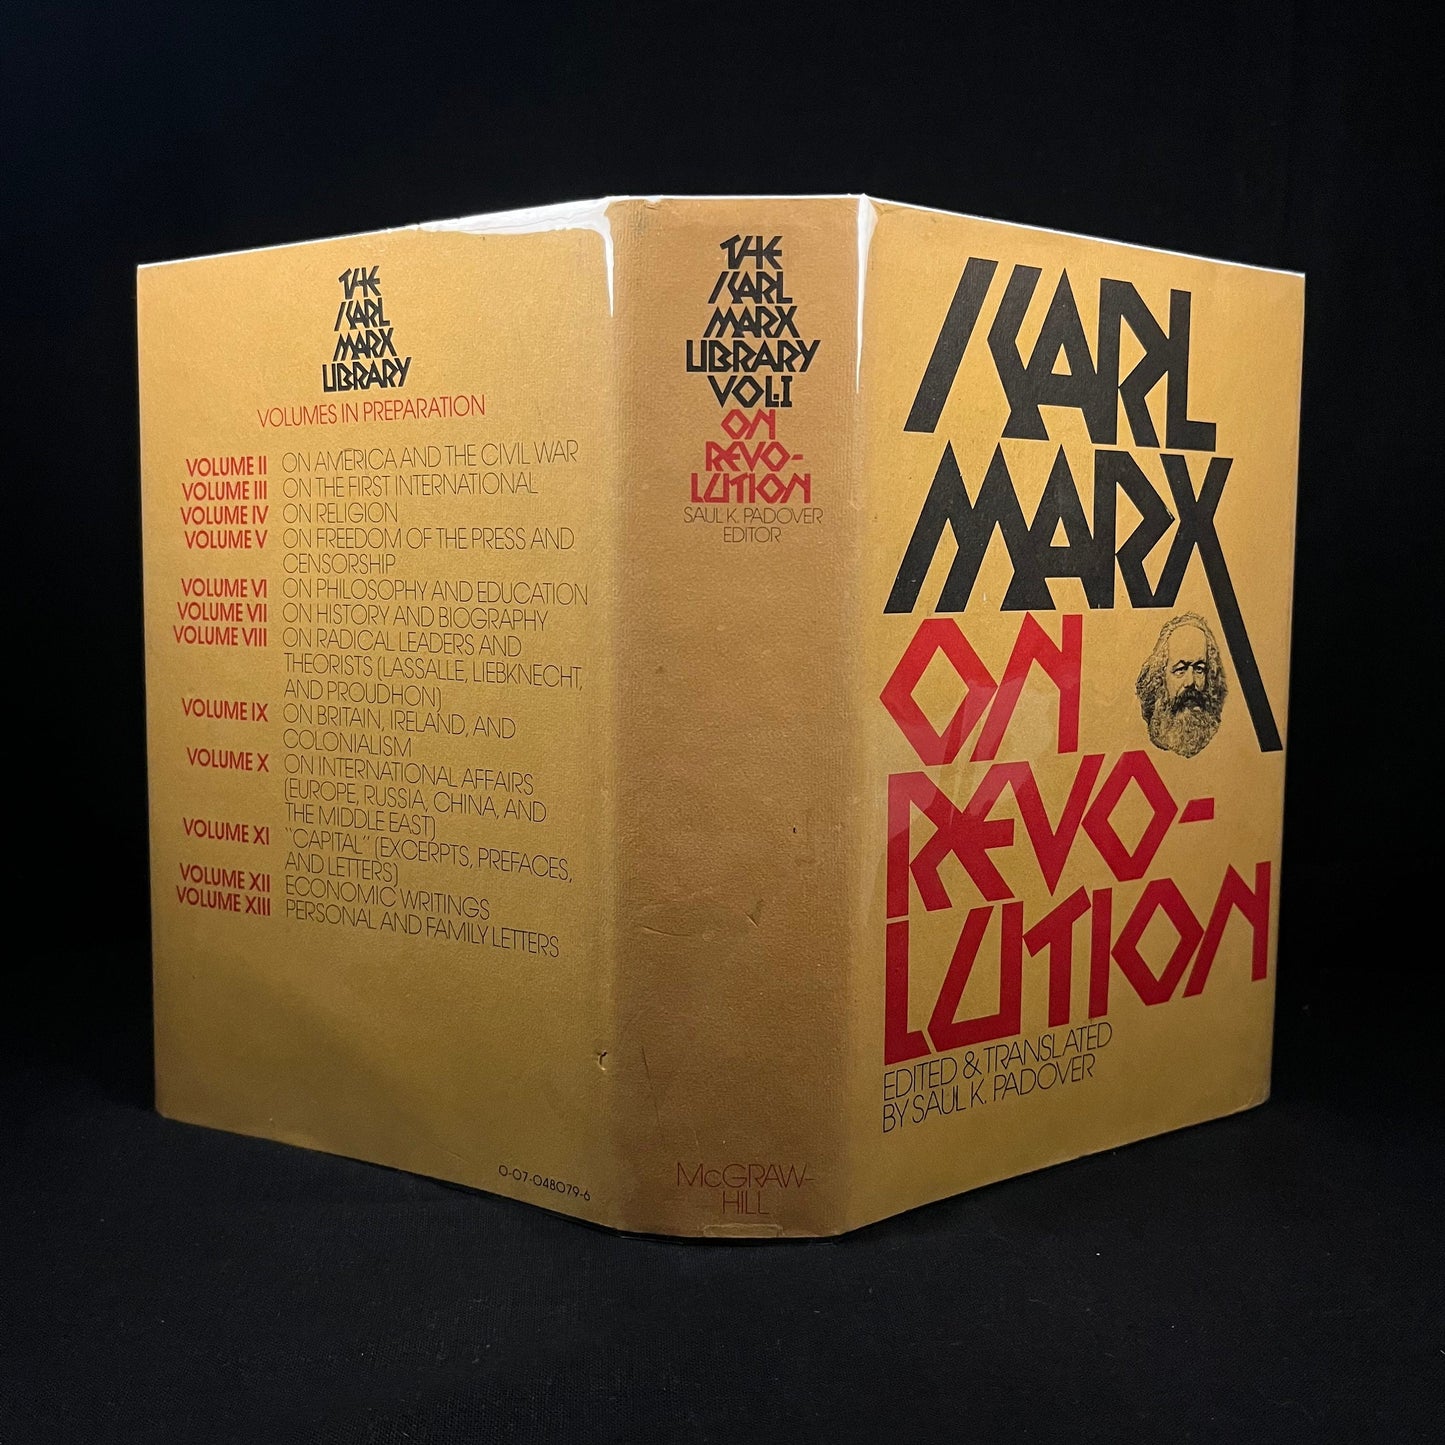 THE
KARL
MARX
LIBRARY
VOLUMES IN PREPARATION
VOLUME II ON AMERICA AND THE CIVIL WAR
VOLUME III ON THE FIRST INTERNATIONAL
VOLUME IV ON RELIGION
VOLUME V ON FREEDOM OF THE PRESS AND
CENSORSHIP
VOLUME VI ON PHILOSOPHY AND EDUCATION
VOLUME VII ON HISTORY AND BIOGRAPHY
VOLUME VIII ON RADICAL LEADERS AND
THEORISTS (LASSALLE, LIEBKNECHT,
AND PROUDHON)
VOLUME IX ON BRITAIN, IRELAND, AND
COLONIALISM
VOLUME X ON INTERNATIONAL AFFAIRS
(EUROPE, RUSSIA, CHINA, AND
THE MIDDLE EAST)
VOLUME XI "CAPITAL" (EXCERPTS, PREFACES,
AND LETTERS)
VOLUME XII ECONOMIC WRITINGS
VOLUME XIII PERSONAL AND FAMILY LETTERS
0-07-048079-6
THE
KARL
MARX
LIBRARY
VOL. I
ON
REVO-
LUTION
SAUL K. PADOVER
EDITOR
McGRAW-
HILL
KARL
MARX
ON
REVO-
LUTION
EDITED & TRANSLATED
BY SAUL K. PADOVER